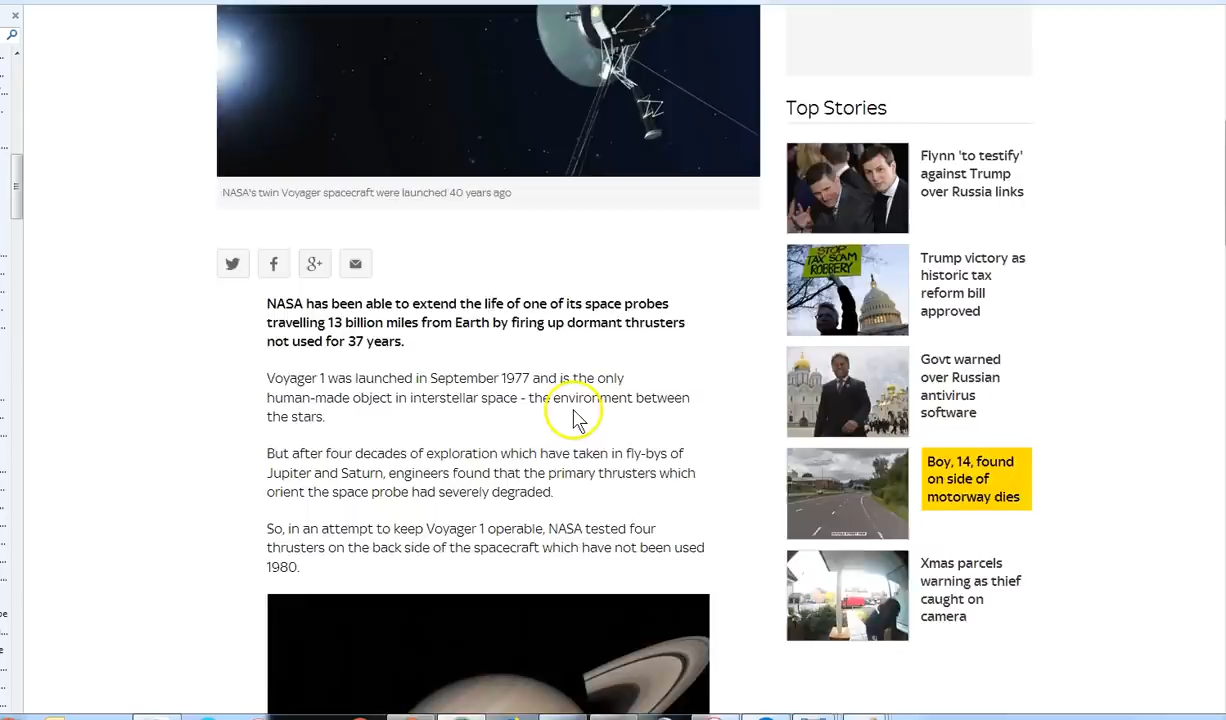 NASA's twin Voyager spacecraft were launched 40 years ago
NASA has been able to extend the life of one of its space probes
travelling 13 billion miles from Earth by firing up dormant thrusters
not used for 37 years.
Voyager 1 was launched in September 1977 and is the only
human-made object in interstellar space - the environment between
the stars.
But after four decades of exploration which have taken in fly-bys of
Jupiter and Saturn, engineers found that the primary thrusters which
orient the space probe had severely degraded.
So, in an attempt to keep Voyager 1 operable, NASA tested four
thrusters on the back side of the spacecraft which have not been used
1980.
Top Stories
Flynn 'to testify'
against Trump
over Russia links
STOP
TAX SCAM
ROBBERY
Trump victory as
historic tax
reform bill
approved
Govt warned
over Russian
antivirus
software
Boy, 14, found
on side of
motorway dies
Xmas parcels
warning as thief
caught on
camera